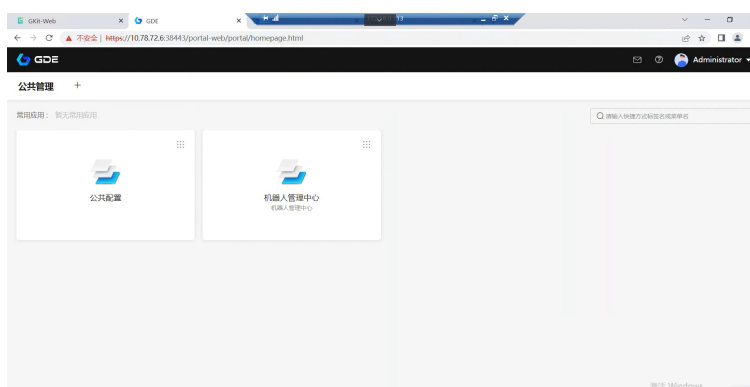 GKit-Web
GDE
不安全 | https://10.78.72.6:38443/portal-web/portal/homepage.html
GDE
Administrator
公共管理 +
常用应用： 暂无常用应用
请输入快捷方式标签名或菜单名
公共配置
机器人管理中心
机器人管理中心
激活 Windows